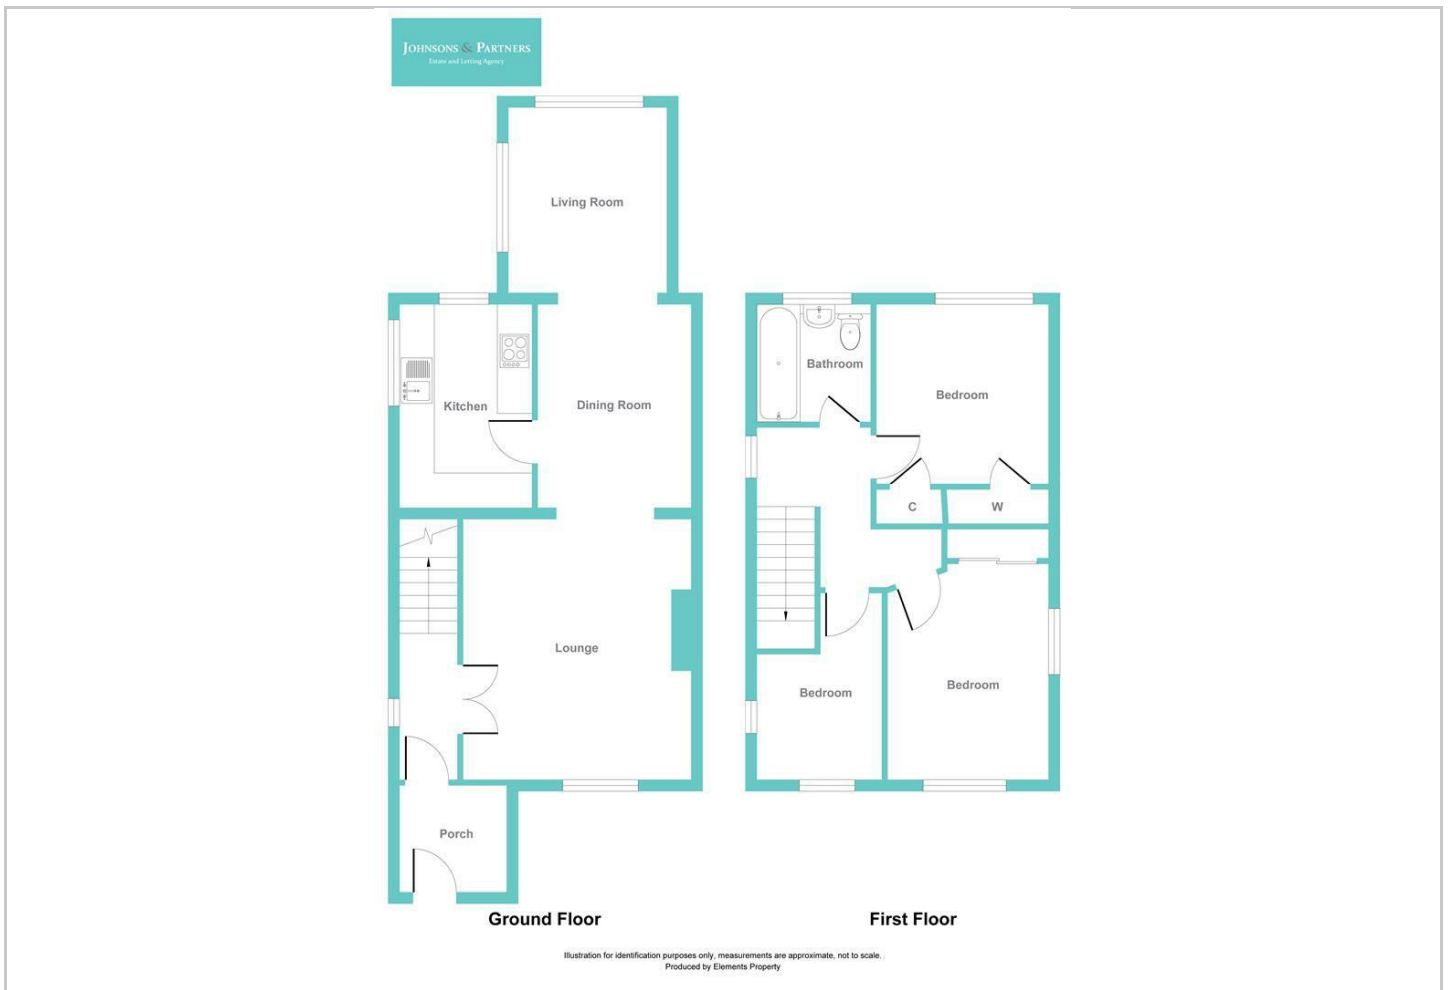 JOHNSONS & PARTNERS
Estate and Letting Agency
Living Room
Kitchen
Dining Room
Lounge
Porch
Ground Floor
Bathroom
Bedroom
C
W
Bedroom
Bedroom
First Floor
Illustration for identification purposes only, measurements are approximate, not to scale.
Produced by Elements Property